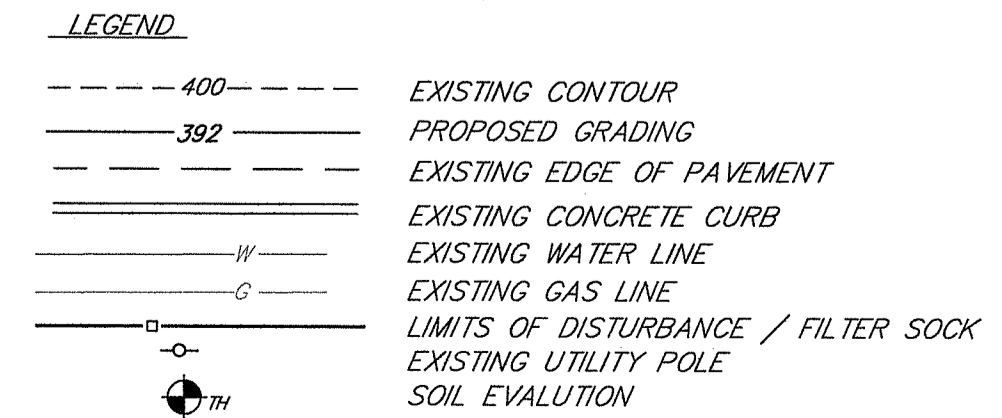 LEGEND
400 EXISTING CONTOUR
392 PROPOSED GRADING
EXISTING EDGE OF PAVEMENT
EXISTING CONCRETE CURB
W EXISTING WATER LINE
G EXISTING GAS LINE
LIMITS OF DISTURBANCE / FILTER SOCK
EXISTING UTILITY POLE
TH SOIL EVALUTION